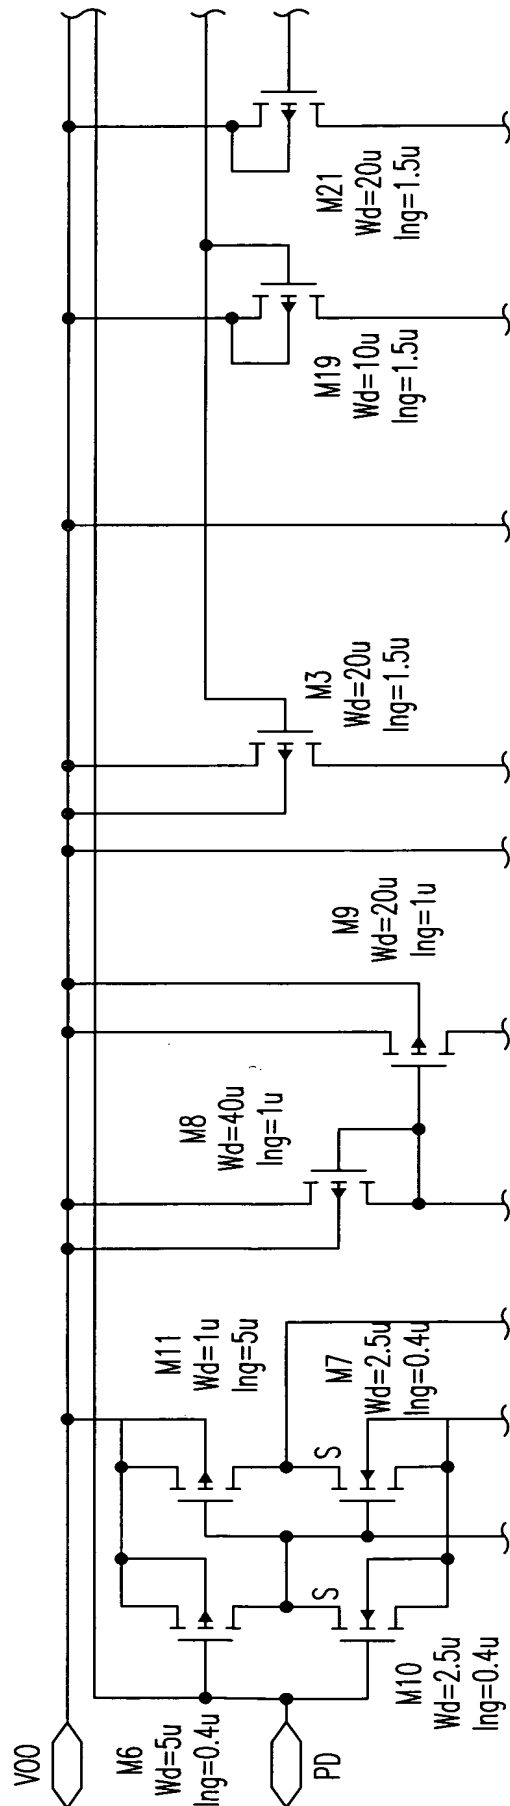 VOO
M6
Wd=5u
lng=0.4u
PD
M10
Wd=2.5u
lng=0.4u
S
S
M11
Wd=1u
lng=5u
M7
Wd=2.5u
lng=0.4u
M8
Wd=40u
lng=1u
M9
Wd=20u
lng=1u
M3
Wd=20u
lng=1.5u
M19
Wd=10u
lng=1.5u
M21
Wd=20u
lng=1.5u